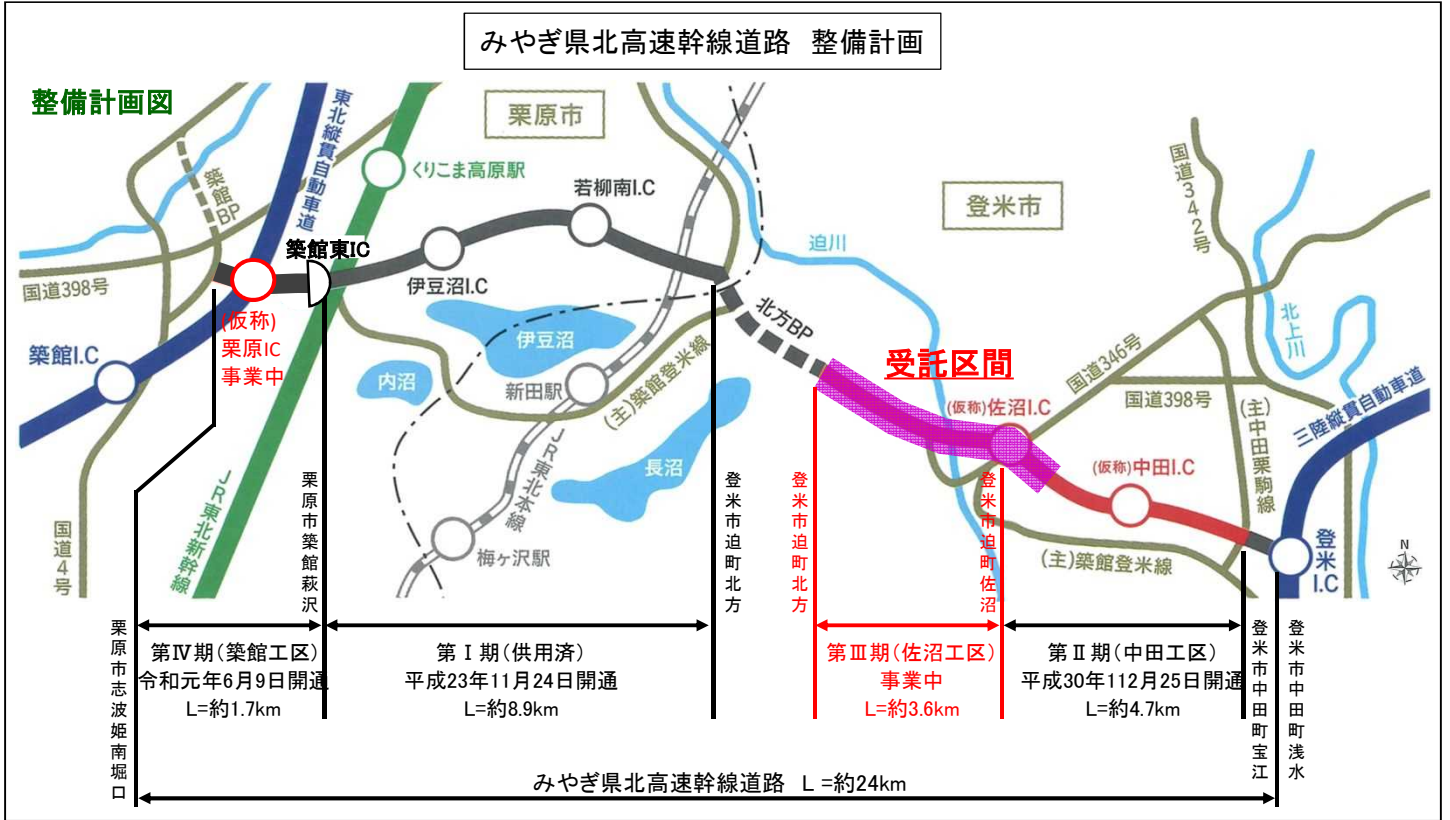 みやぎ県北高速幹線道路 整備計画
整備計画図
東北縦貫自動車道
栗原市
くりこま高原駅
若柳南I.C
築館BP
築館東IC
伊豆沼I.C
国道398号
(仮称)
栗原IC
事業中
築館I.C
伊豆沼
内沼
新田駅
(主)築館登米線
長沼
JR東北本線
梅ヶ沢駅
JR東北新幹線
国道4号
北方BP
登米市
迫川
国道342号
北上川
受託区間
国道346号
国道398号
(仮称)佐沼I.C
(仮称)中田I.C
(主)中田栗駒線
三陸縦貫自動車道
(主)築館登米線
登米I.C
N
栗原市志波姫南堀口
栗原市築館萩沢
登米市迫町北方
登米市迫町北方
登米市迫町佐沼
登米市中田町宝江
登米市中田町浅水
第Ⅳ期(築館工区)
令和元年6月9日開通
L=約1.7km
第Ⅰ期(供用済)
平成23年11月24日開通
L=約8.9km
第Ⅲ期(佐沼工区)
事業中
L=約3.6km
第Ⅱ期(中田工区)
平成30年112月25日開通
L=約4.7km
みやぎ県北高速幹線道路 L =約24km